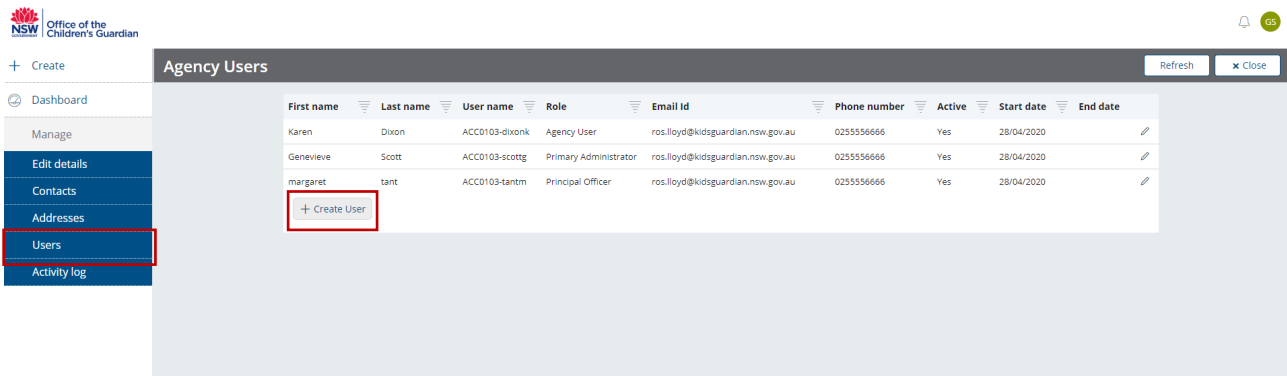 NSW
GOVERNMENT
Office of the
Children's Guardian
GS
+ Create
Dashboard
Manage
Edit details
Contacts
Addresses
Users
Activity log
Agency Users
Refresh
× Close
First name Last name User name Role Email Id Phone number Active Start date End date
Karen Dixon ACC0103-dixonk Agency User ros.lloyd@kidsguardian.nsw.gov.au 0255556666 Yes 28/04/2020
Genevieve Scott ACC0103-scottg Primary Administrator ros.lloyd@kidsguardian.nsw.gov.au 0255556666 Yes 28/04/2020
margaret tant ACC0103-tantm Principal Officer ros.lloyd@kidsguardian.nsw.gov.au 0255556666 Yes 28/04/2020
+ Create User